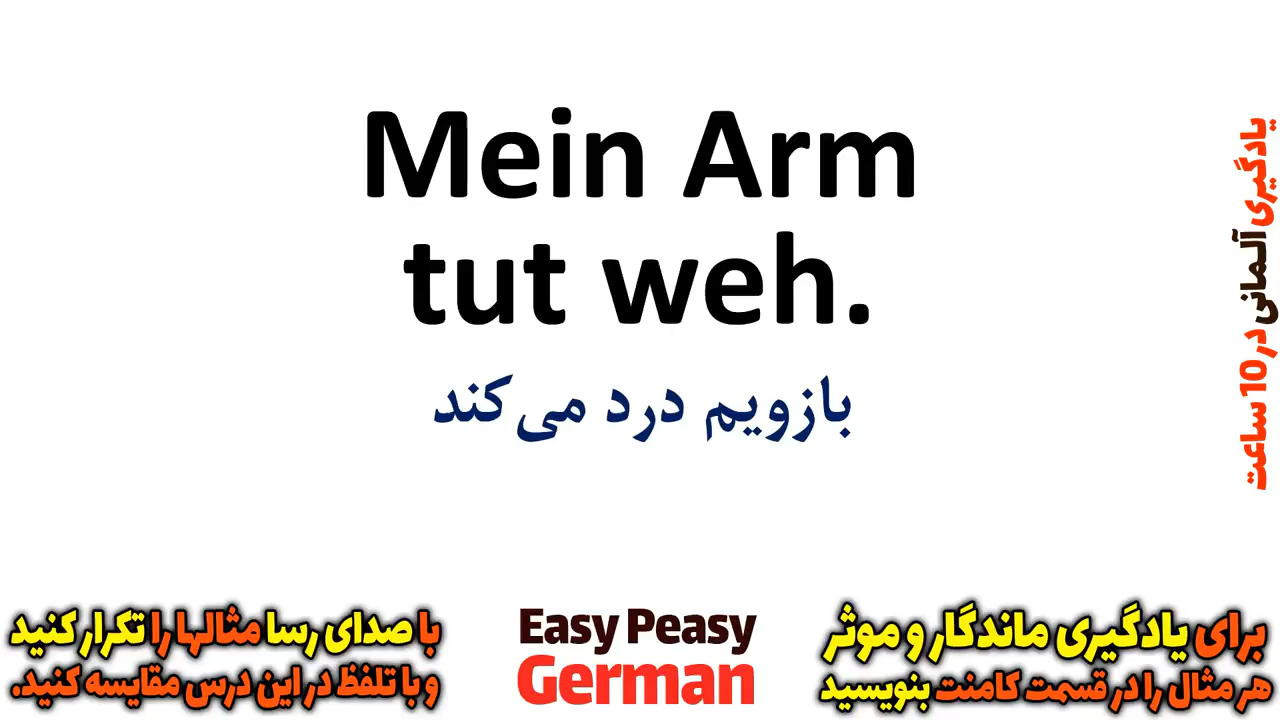 Mein Arm
tut weh.
بازویم درد می‌کند
یادگیری آلمانی در 10 ساعت
با صدای رسا مثالها را تکرار کنید
و با تلفظ در این درس مقایسه کنید.
Easy Peasy
German
برای یادگیری ماندگار و موثر
هر مثال را در قسمت کامنت بنویسید